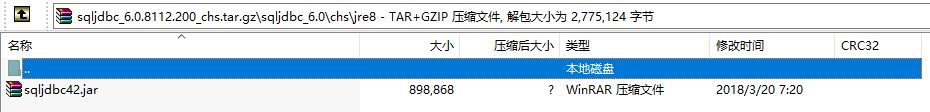 sqljdbc_6.0.8112.200_chs.tar.gz\sqljdbc_6.0\chs\jre8 - TAR+GZIP 压缩文件, 解包大小为 2,775,124 字节
名称 大小 压缩后大小 类型 修改时间 CRC32
.. 本地磁盘
sqljdbc42.jar 898,868 ? WinRAR 压缩文件 2018/3/20 7:20